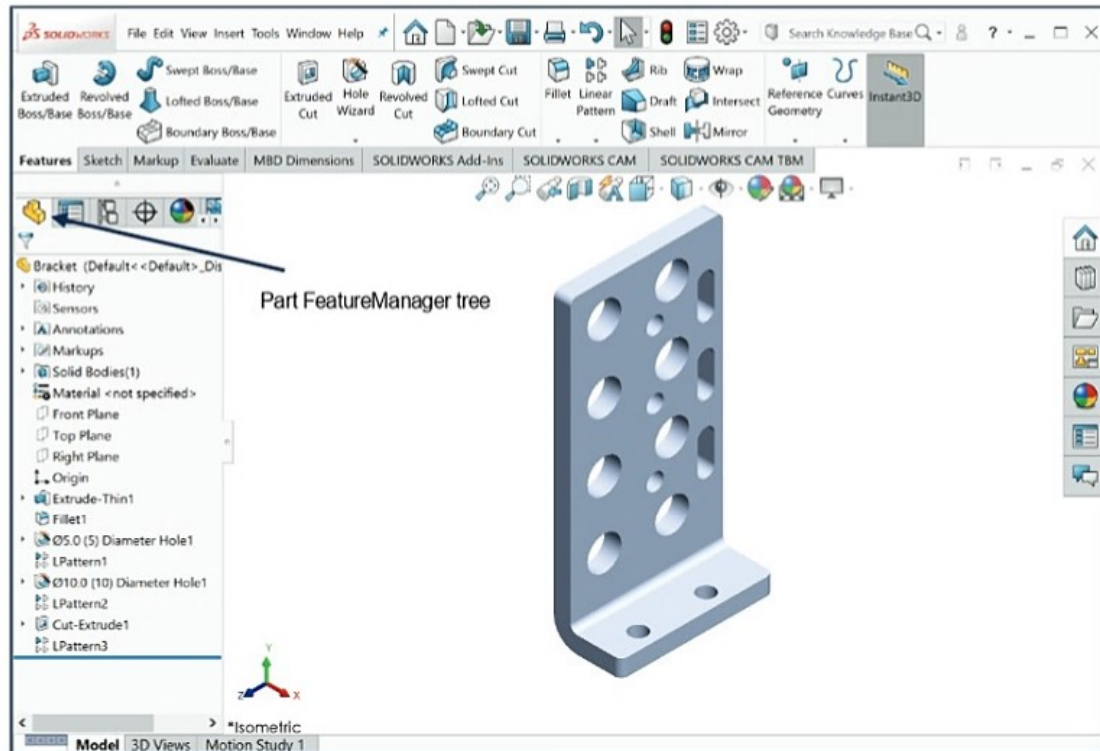 SOLIDWORKS File Edit View Insert Tools Window Help Search Knowledge Base ?
Extruded Boss/Base
Revolved Boss/Base
Swept Boss/Base
Lofted Boss/Base
Boundary Boss/Base
Extruded Cut
Hole Wizard
Revolved Cut
Swept Cut
Lofted Cut
Boundary Cut
Fillet
Linear Pattern
Rib
Draft
Shell
Wrap
Intersect
Mirror
Reference Geometry
Curves
Instant3D
Features Sketch Markup Evaluate MBD Dimensions SOLIDWORKS Add-Ins SOLIDWORKS CAM SOLIDWORKS CAM TBM
Bracket (Default<<Default>_Dis
History
Sensors
Annotations
Markups
Solid Bodies(1)
Material <not specified>
Front Plane
Top Plane
Right Plane
Origin
Extrude-Thin1
Fillet1
Ø5.0 (5) Diameter Hole1
LPattern1
Ø10.0 (10) Diameter Hole1
LPattern2
Cut-Extrude1
LPattern3
Part FeatureManager tree
Y
Z X
*Isometric
Model 3D Views Motion Study 1